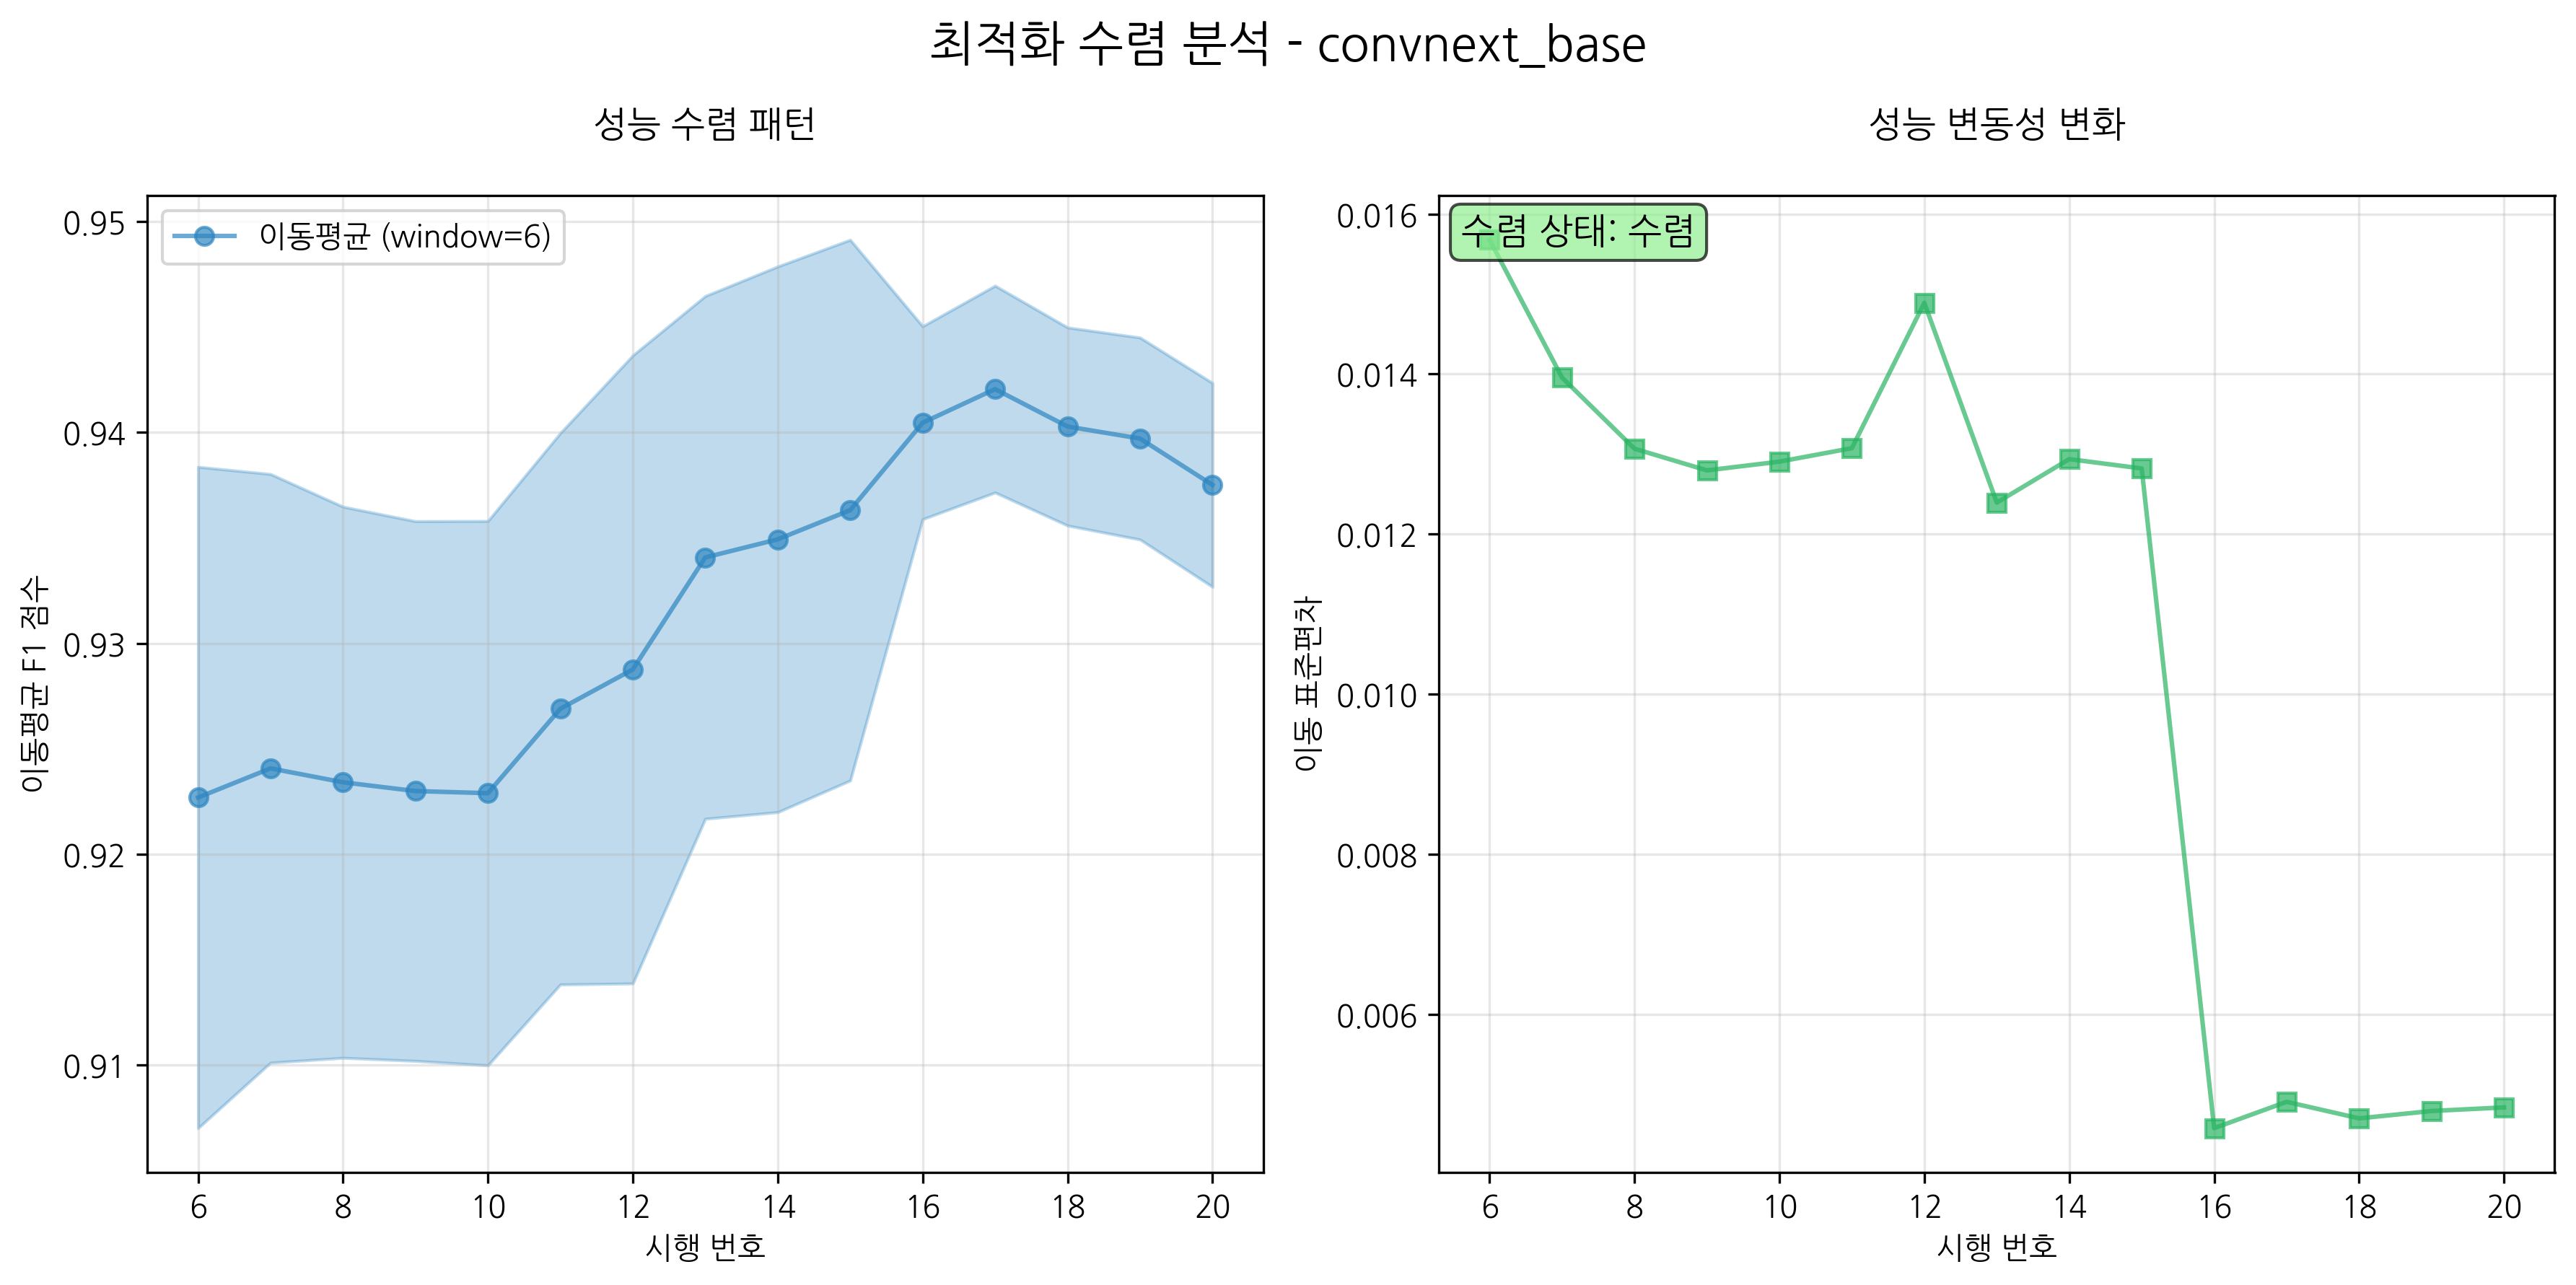 최적화 수렴 분석 - convnext_base
성능 수렴 패턴
이동평균 (window=6)
이동평균 F1 점수
0.95
0.94
0.93
0.92
0.91
6 8 10 12 14 16 18 20
시행 번호
성능 변동성 변화
수렴 상태: 수렴
이동 표준편차
0.016
0.014
0.012
0.010
0.008
0.006
6 8 10 12 14 16 18 20
시행 번호